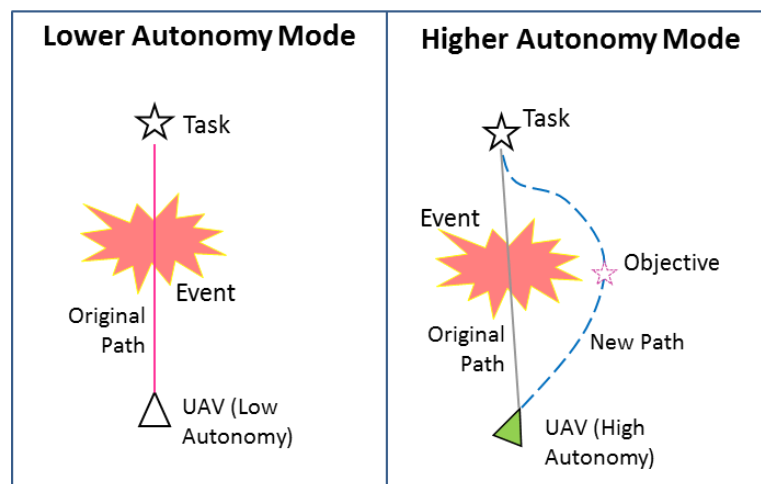 Lower Autonomy Mode
Task
Event
Original
Path
UAV (Low
Autonomy)
Higher Autonomy Mode
Task
Event
Objective
Original
Path
New Path
UAV (High
Autonomy)